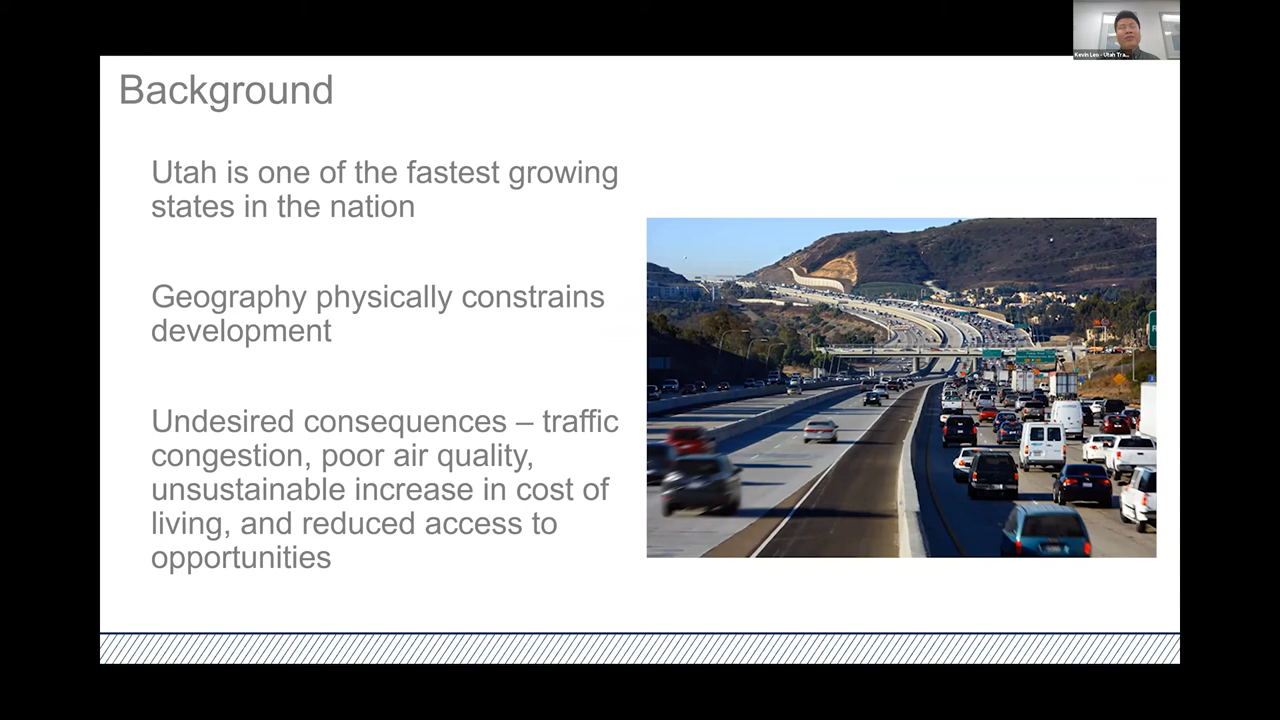 Kevin Leo - Utah Tra...
Background
Utah is one of the fastest growing
states in the nation
Geography physically constrains
development
Undesired consequences – traffic
congestion, poor air quality,
unsustainable increase in cost of
living, and reduced access to
opportunities